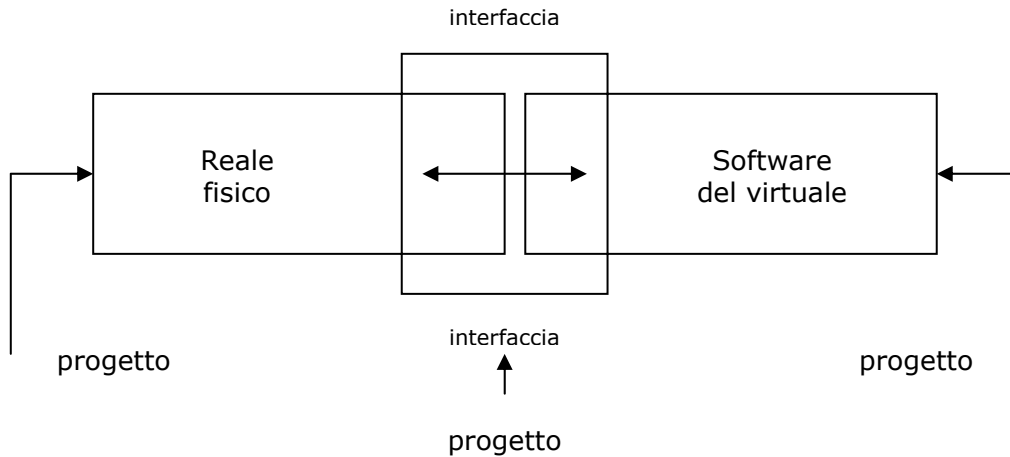 interfaccia
Reale
fisico
Software
del virtuale
interfaccia
progetto
progetto
progetto